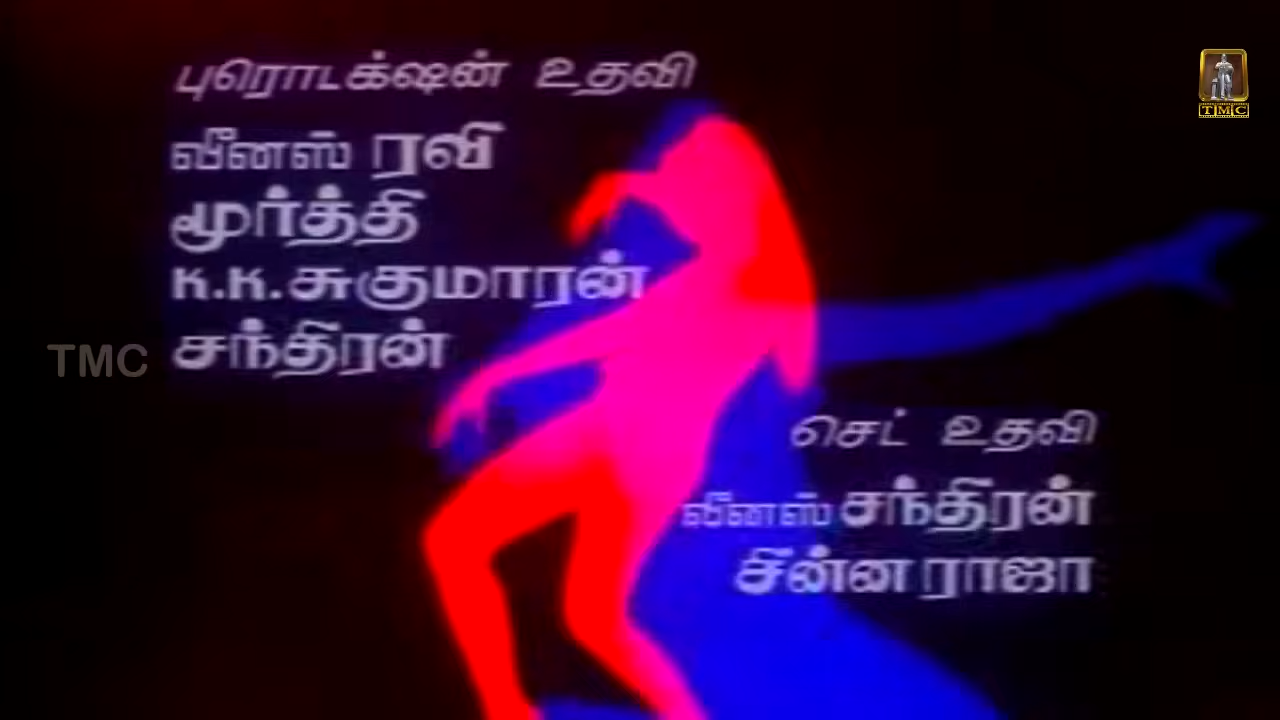 புரொடக்ஷன் உதவி
வீனஸ் ரவி
மூர்த்தி
K.K.சுகுமாரன்
சந்திரன்
செட் உதவி
வீனஸ் சந்திரன்
சின்ன ராஜா
TMC
TMC